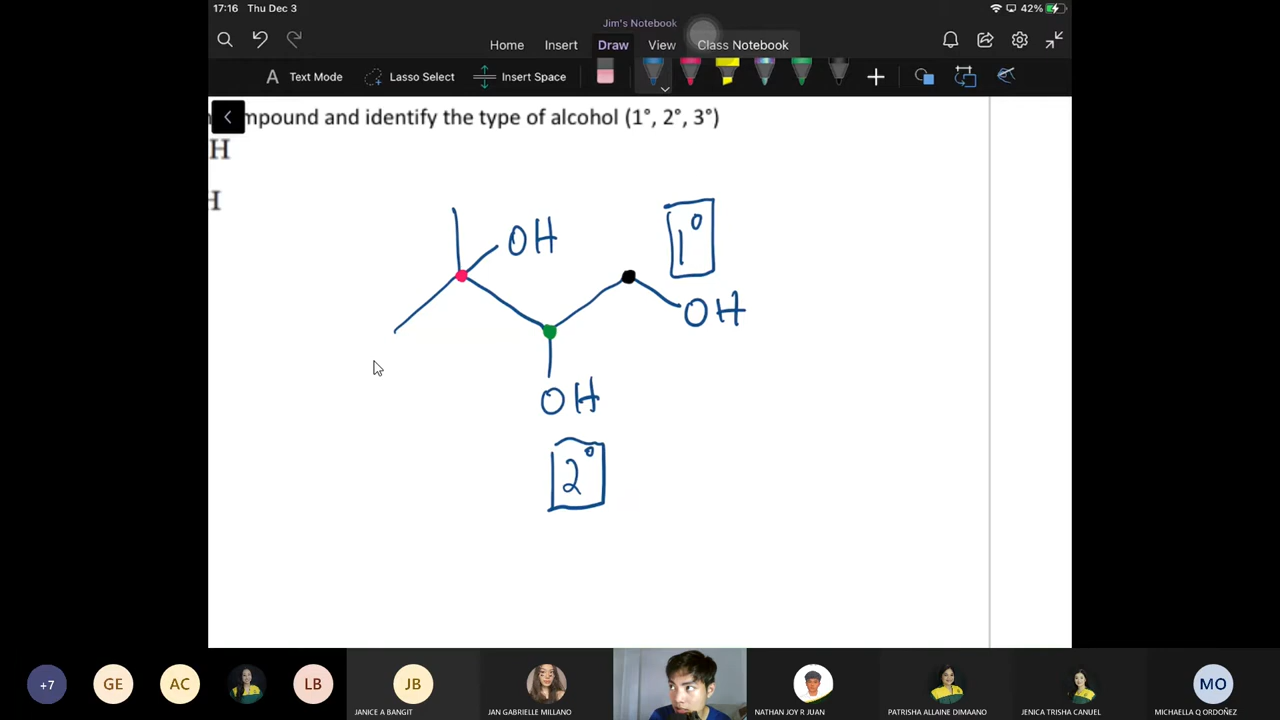 17:16 Thu Dec 3
42%
Jim's Notebook
Home Insert Draw View Class Notebook
Text Mode Lasso Select Insert Space
mpound and identify the type of alcohol (1°, 2°, 3°)
H
H
OH
1°
OH
OH
2°
+7 GE AC LB JB MO
JANICE A BANGIT JAN GABRIELLE MILLANO NATHAN JOY R JUAN PATRISHA ALLAINE DIMAANO JENICA TRISHA CANUEL MICHAELLA Q ORDOÑEZ